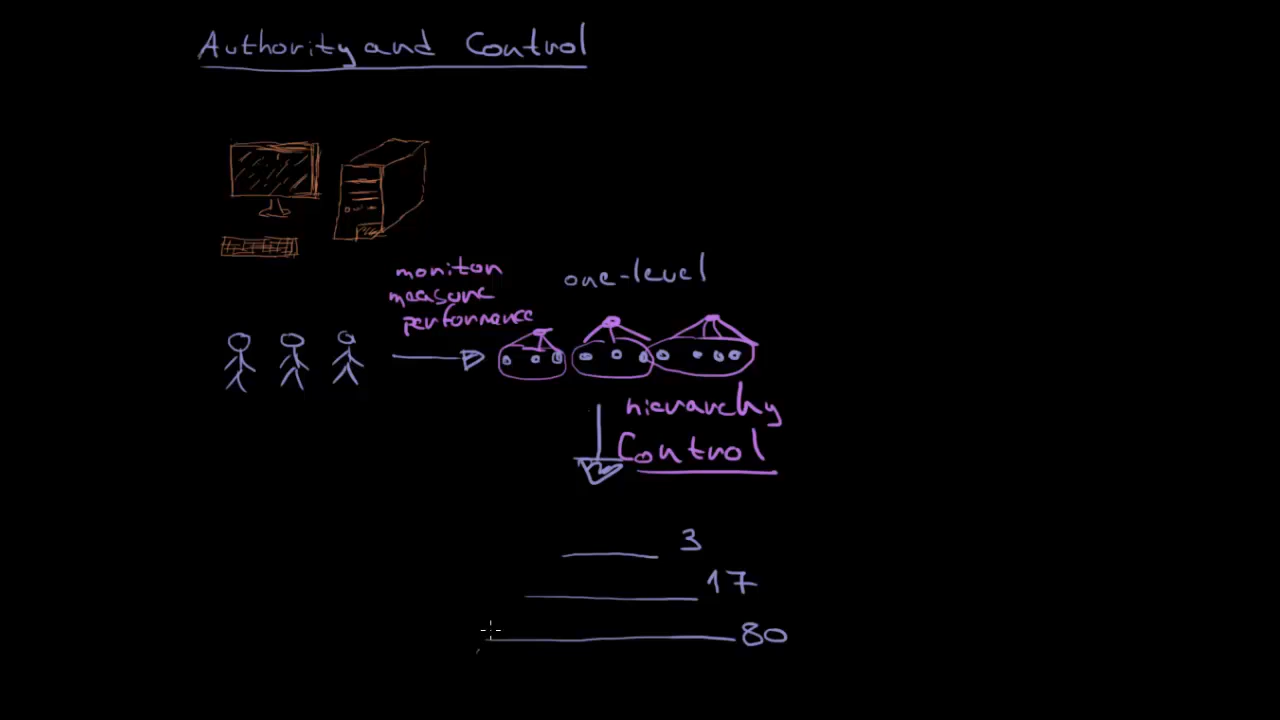 Authority and Control
monitor
measure
performance
one-level
hierarchy
Control
3
17
80